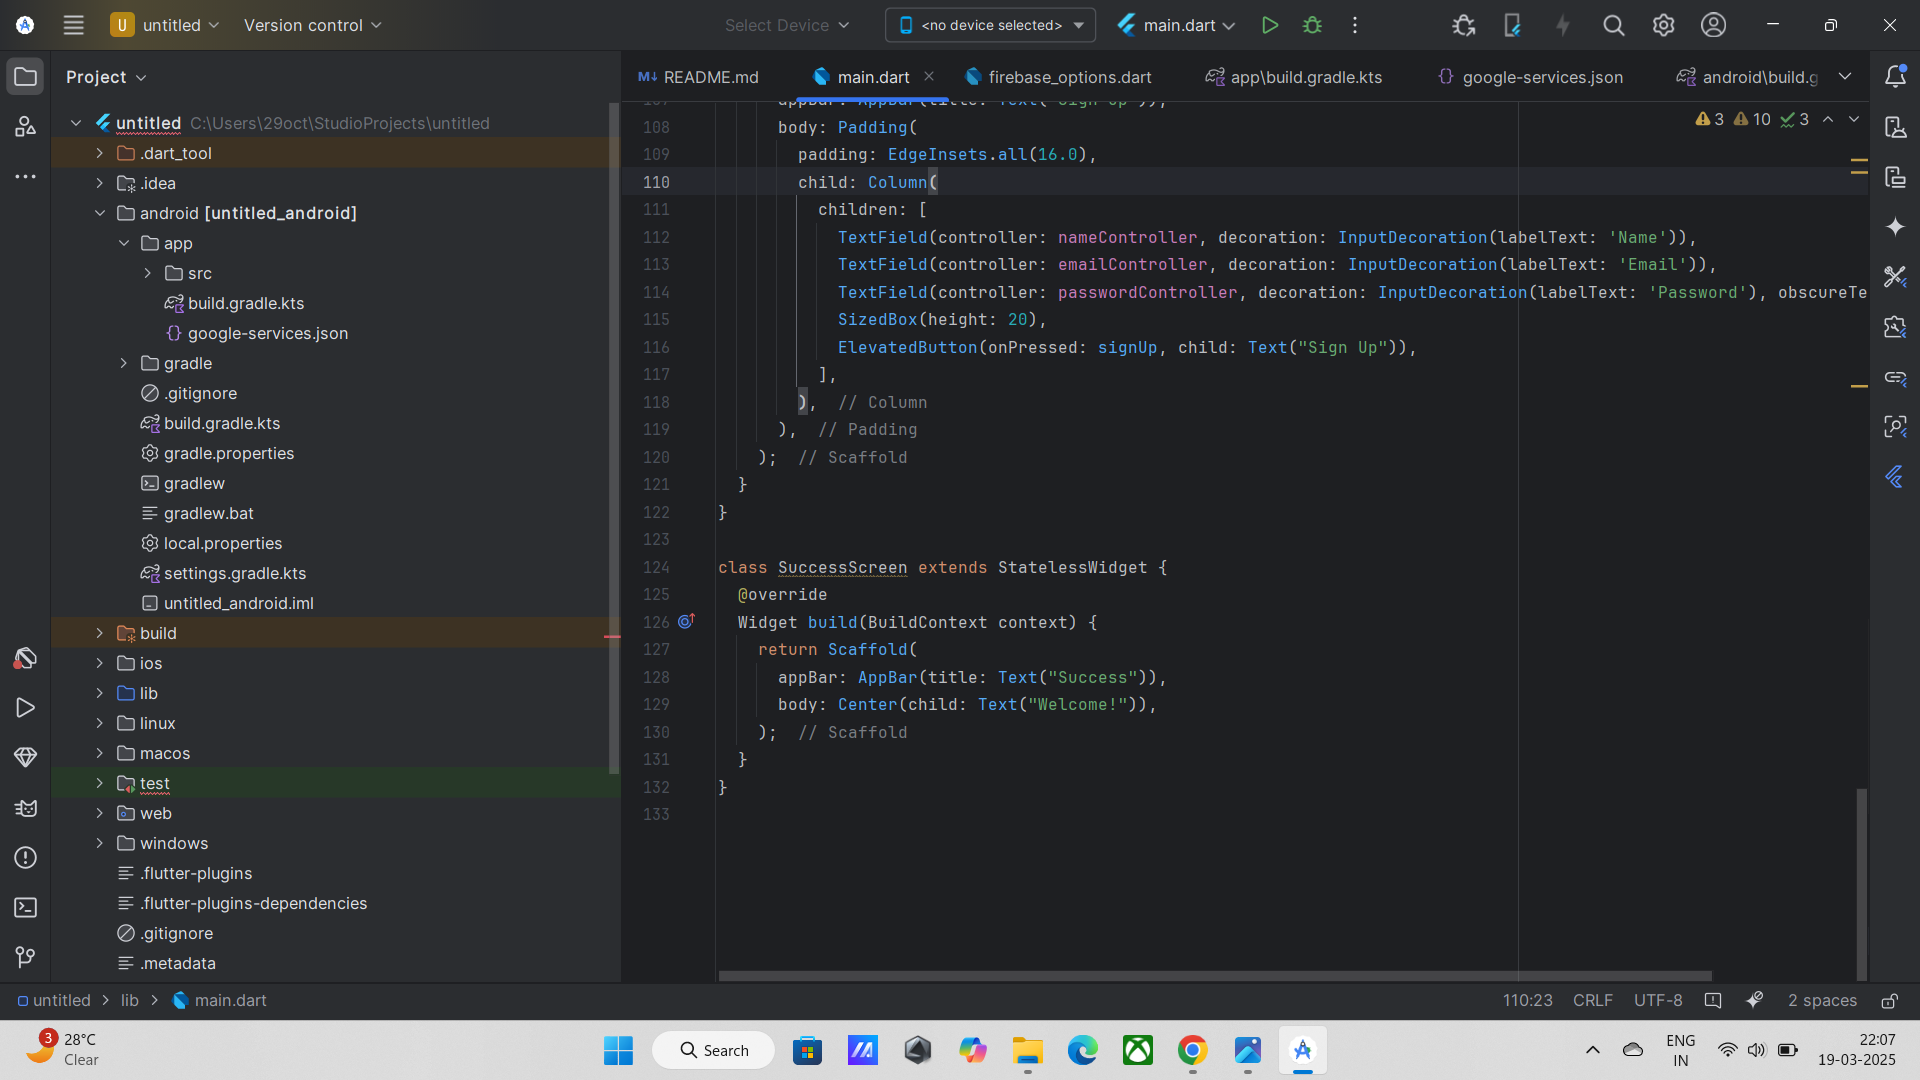 U untitled Version control Select Device <no device selected> main.dart
Project
README.md main.dart firebase_options.dart app\build.gradle.kts google-services.json android\build.g
untitled C:\Users\29oct\StudioProjects\untitled
.dart_tool
.idea
android [untitled_android]
app
src
build.gradle.kts
google-services.json
gradle
.gitignore
build.gradle.kts
gradle.properties
gradlew
gradlew.bat
local.properties
settings.gradle.kts
untitled_android.iml
build
ios
lib
linux
macos
test
web
windows
.flutter-plugins
.flutter-plugins-dependencies
.gitignore
.metadata
3 10 3
108 body: Padding(
109 padding: EdgeInsets.all(16.0),
110 child: Column(
111 children: [
112 TextField(controller: nameController, decoration: InputDecoration(labelText: 'Name')),
113 TextField(controller: emailController, decoration: InputDecoration(labelText: 'Email')),
114 TextField(controller: passwordController, decoration: InputDecoration(labelText: 'Password'), obscureTe
115 SizedBox(height: 20),
116 ElevatedButton(onPressed: signUp, child: Text("Sign Up")),
117 ],
118 ), // Column
119 ), // Padding
120 ); // Scaffold
121 }
122 }
123
124 class SuccessScreen extends StatelessWidget {
125 @override
126 Widget build(BuildContext context) {
127 return Scaffold(
128 appBar: AppBar(title: Text("Success")),
129 body: Center(child: Text("Welcome!")),
130 ); // Scaffold
131 }
132 }
133
untitled > lib > main.dart
110:23 CRLF UTF-8 2 spaces
3 28°C
Clear
Search
ENG
IN
22:07
19-03-2025